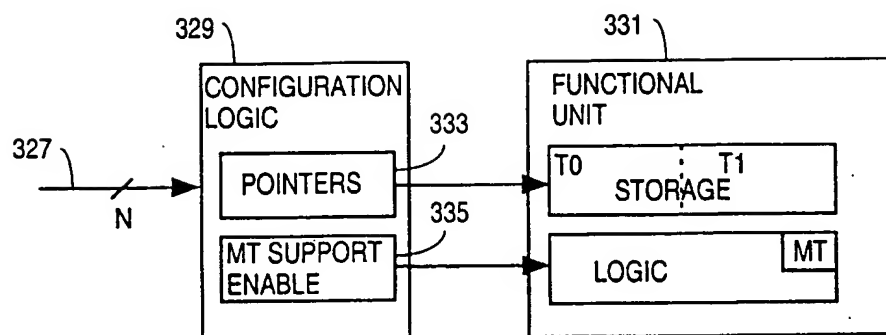 329
331
CONFIGURATION
LOGIC
FUNCTIONAL
UNIT
327
333
POINTERS
T0
T1
STORAGE
N
335
MT SUPPORT
ENABLE
LOGIC
MT